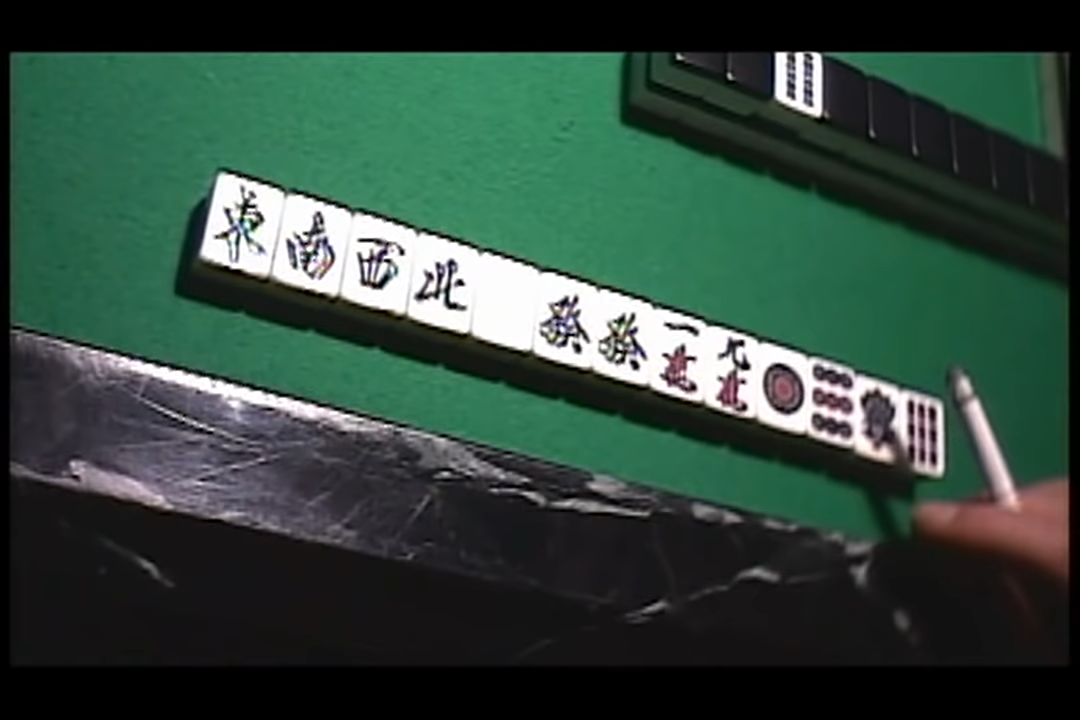 東 南 西 北 發 發 一萬 九萬